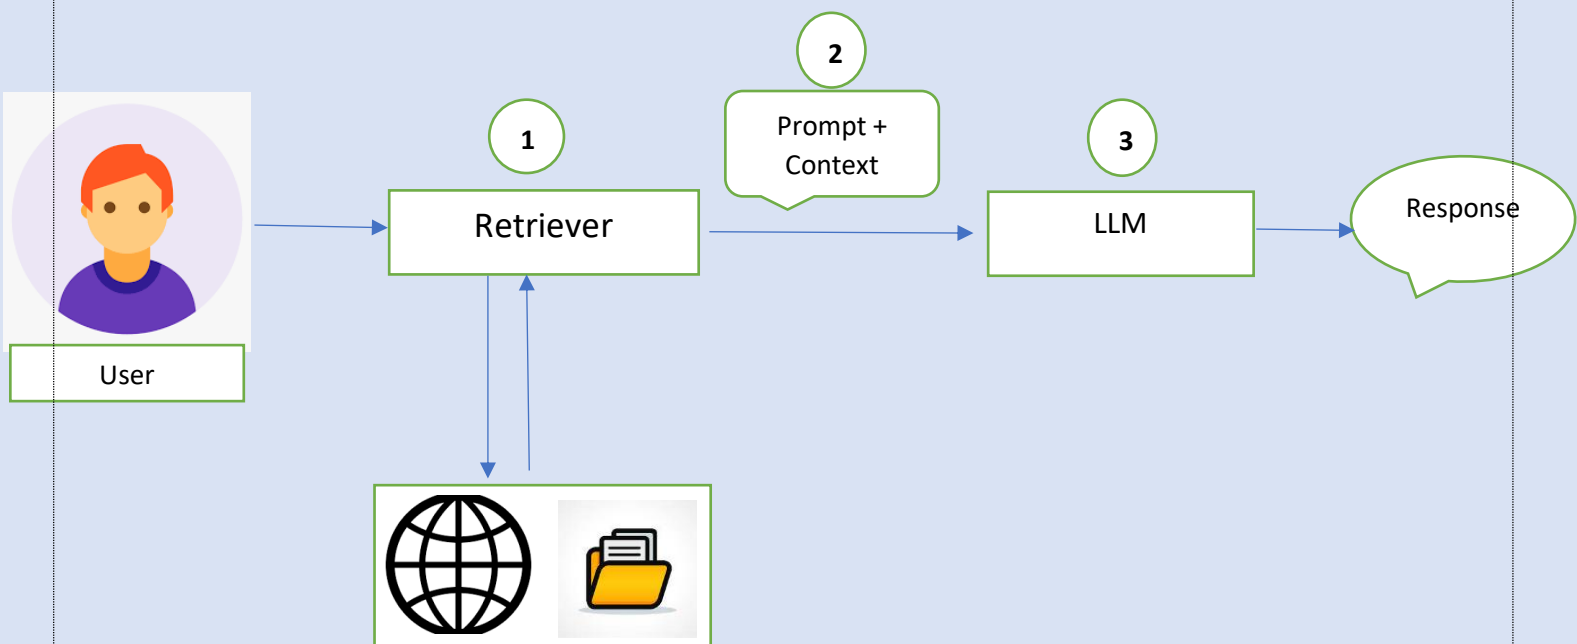 2
Prompt +
Context
1
3
Retriever
LLM
Response
User